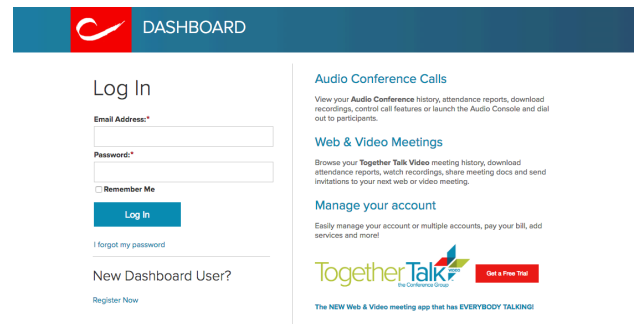 DASHBOARD
Log In
Email Address:*
Password:*
Remember Me
Log In
I forgot my password
New Dashboard User?
Register Now
Audio Conference Calls
View your Audio Conference history, attendance reports, download
recordings, control call features or launch the Audio Console and dial
out to participants.
Web & Video Meetings
Browse your Together Talk Video meeting history, download
attendance reports, watch recordings, share meeting docs and send
invitations to your next web or video meeting.
Manage your account
Easily manage your account or multiple accounts, pay your bill, add
services and more!
TogetherTalk VIDEO
the Conference Group
Get a Free Trial
The NEW Web & Video meeting app that has EVERYBODY TALKING!